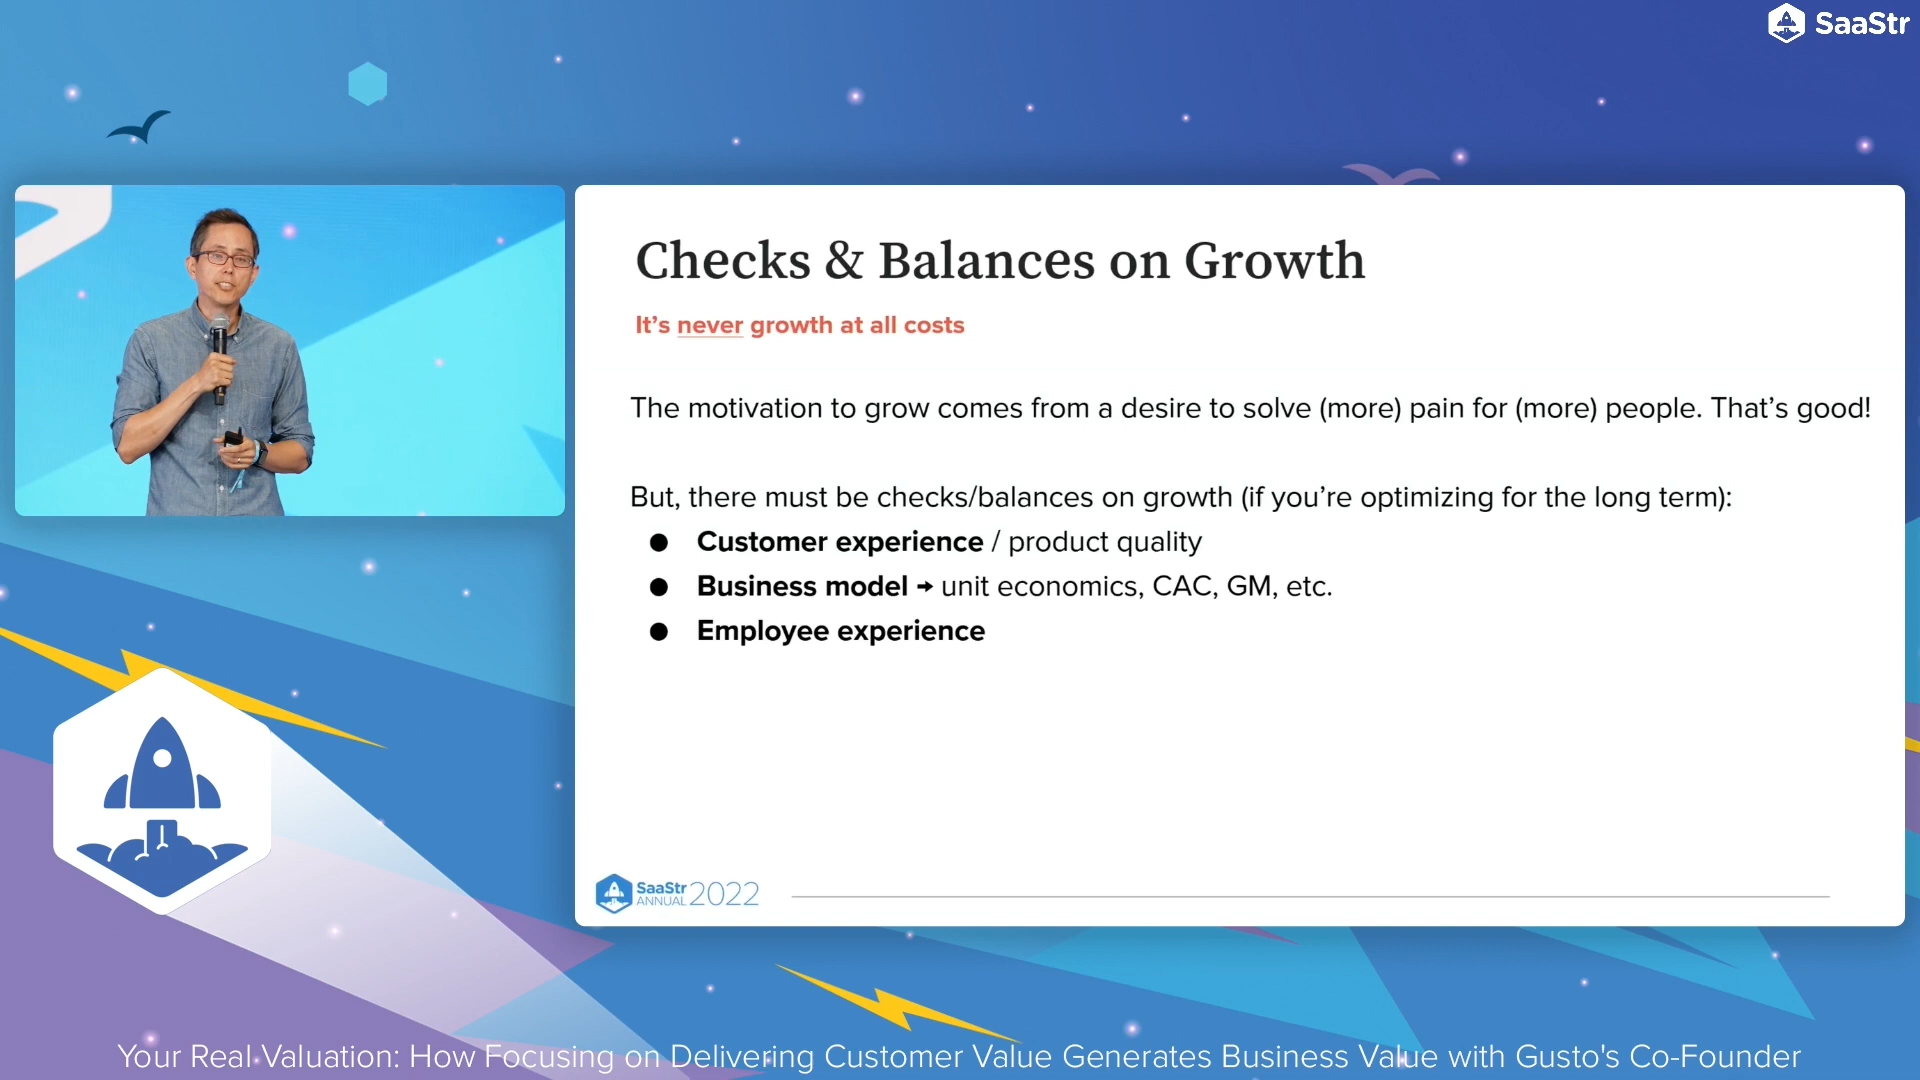 SaaStr
Checks & Balances on Growth
It's never growth at all costs
The motivation to grow comes from a desire to solve (more) pain for (more) people. That's good!
But, there must be checks/balances on growth (if you're optimizing for the long term):
● Customer experience / product quality
● Business model → unit economics, CAC, GM, etc.
● Employee experience
SaaStr
ANNUAL 2022
Your Real Valuation: How Focusing on Delivering Customer Value Generates Business Value with Gusto's Co-Founder